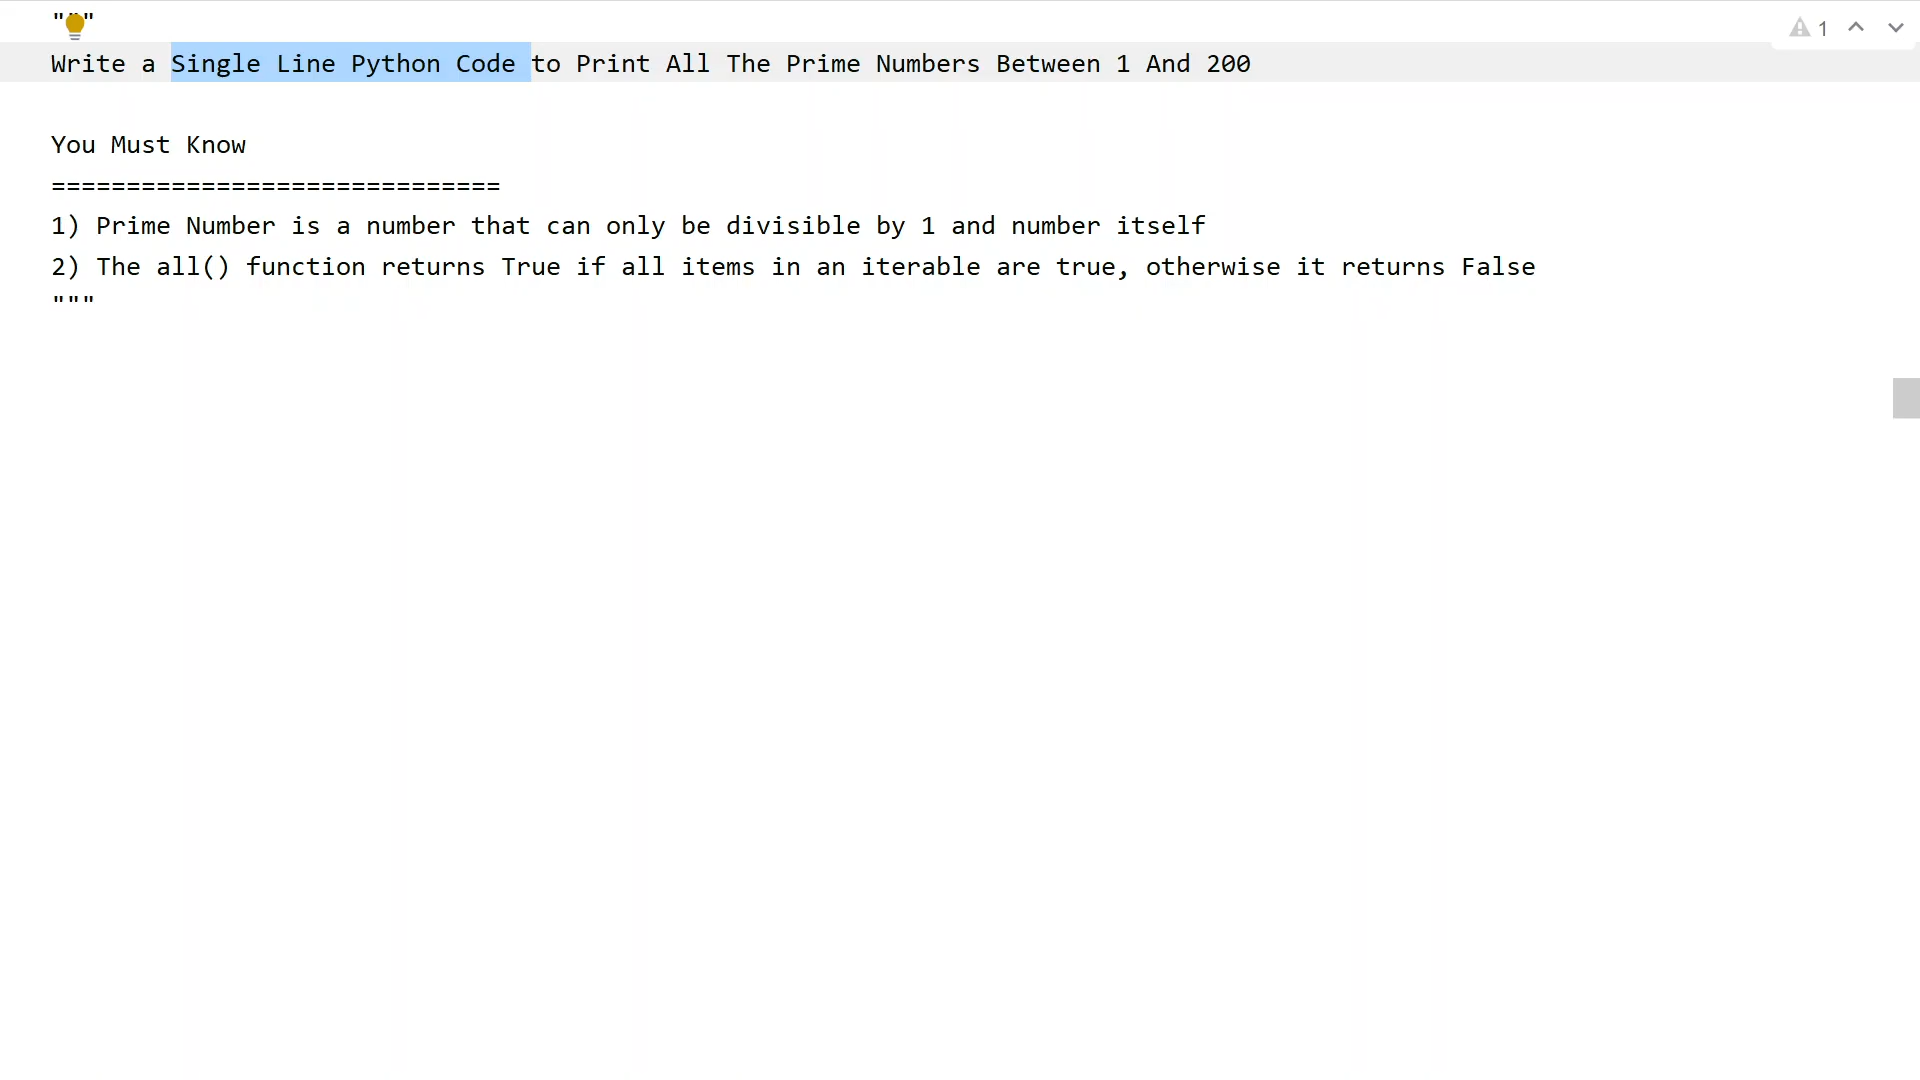 """
1
Write a Single Line Python Code to Print All The Prime Numbers Between 1 And 200
You Must Know
==============================
1) Prime Number is a number that can only be divisible by 1 and number itself
2) The all() function returns True if all items in an iterable are true, otherwise it returns False
"""